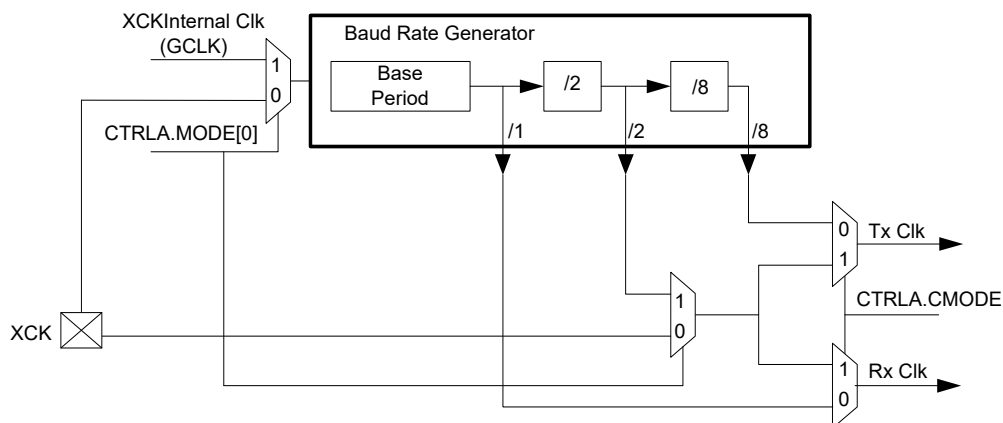 XCKInternal Clk
(GCLK)
1
0
CTRLA.MODE[0]
Baud Rate Generator
Base
Period
/2
/8
/1
/2
/8
XCK
1
0
0
1
Tx Clk
CTRLA.CMODE
1
0
Rx Clk